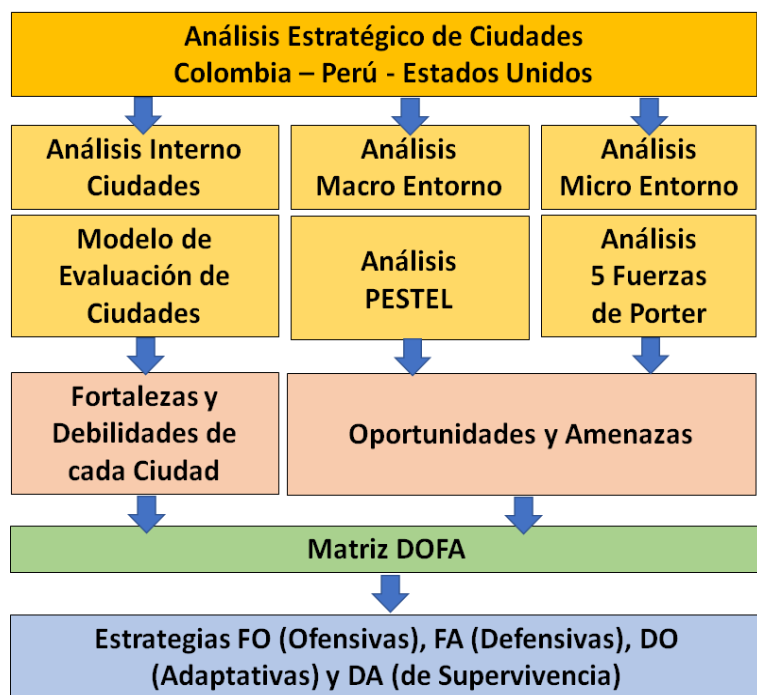 Análisis Estratégico de Ciudades
Colombia – Perú - Estados Unidos
Análisis Interno
Ciudades
Análisis
Macro Entorno
Análisis
Micro Entorno
Modelo de
Evaluación de
Ciudades
Análisis
PESTEL
Análisis
5 Fuerzas
de Porter
Fortalezas y
Debilidades de
cada Ciudad
Oportunidades y Amenazas
Matriz DOFA
Estrategias FO (Ofensivas), FA (Defensivas), DO
(Adaptativas) y DA (de Supervivencia)